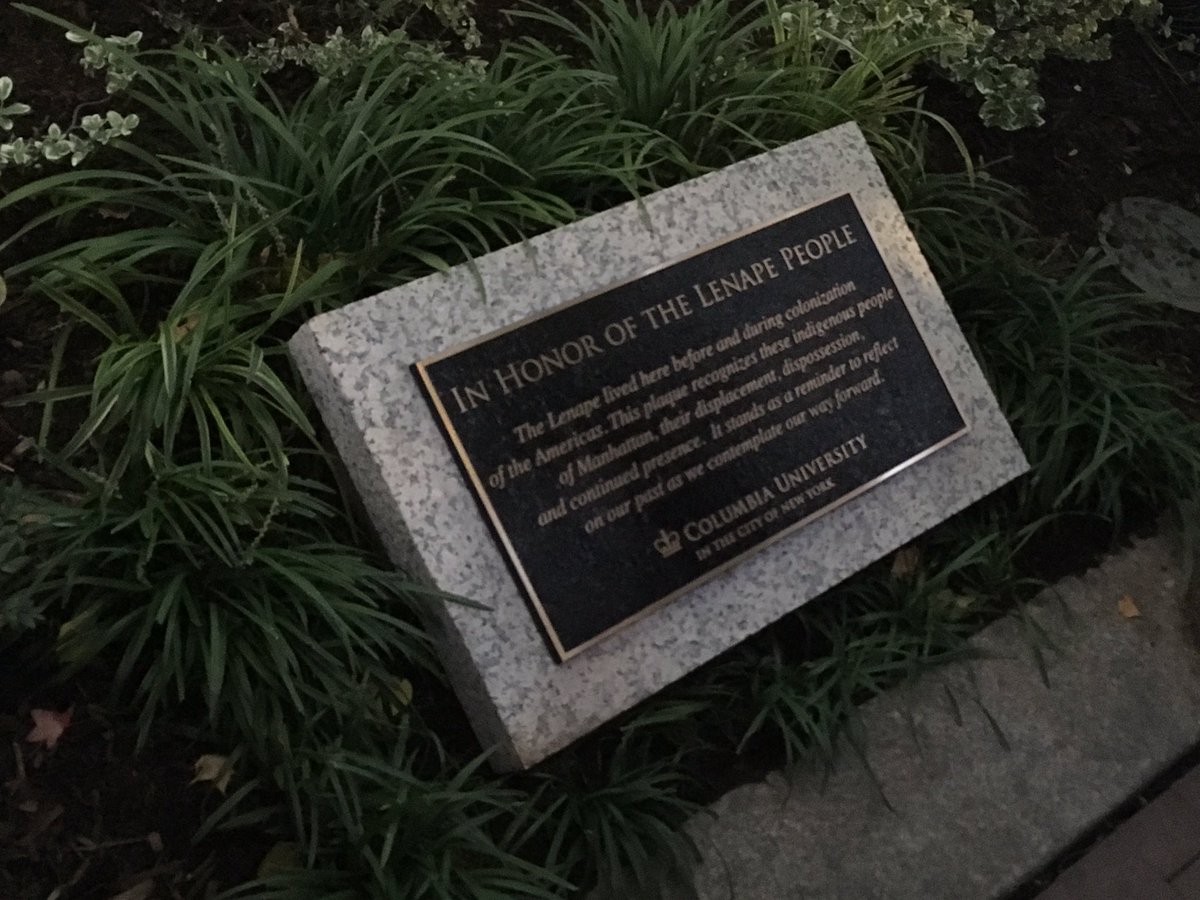 IN HONOR OF THE LENAPE PEOPLE
The Lenape lived here before and during colonization
of the Americas. This plaque recognizes these indigenous people
of Manhattan, their displacement, dispossession,
and continued presence. It stands as a reminder to reflect
on our past as we contemplate our way forward.
COLUMBIA UNIVERSITY
IN THE CITY OF NEW YORK